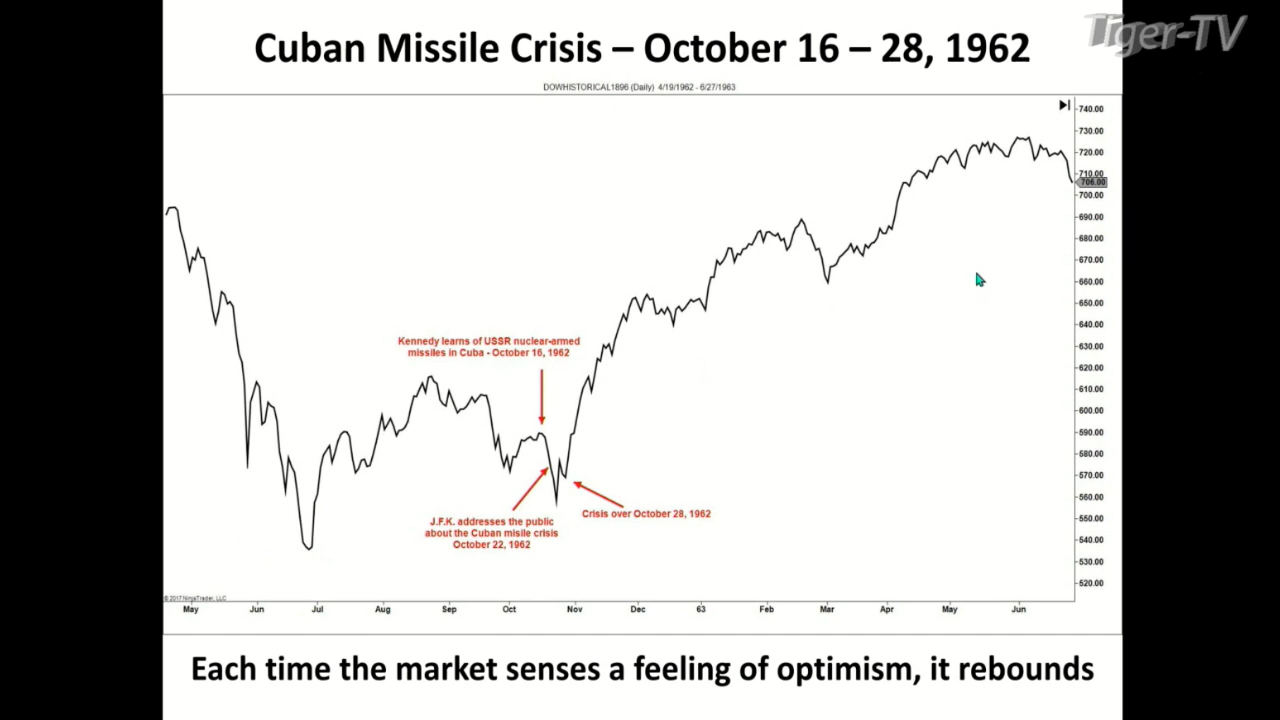 Cuban Missile Crisis – October 16 – 28, 1962
Tiger-TV
DOWHISTORICAL1896 (Daily) 4/19/1962 - 6/27/1963
740.00
730.00
720.00
710.00
706.00
700.00
690.00
680.00
670.00
660.00
650.00
640.00
630.00
620.00
610.00
600.00
590.00
580.00
570.00
560.00
550.00
540.00
530.00
520.00
Kennedy learns of USSR nuclear-armed
missiles in Cuba - October 16, 1962
J.F.K. addresses the public
about the Cuban misile crisis
October 22, 1962
Crisis over October 28, 1962
© 2017 NinjaTrader, LLC
May Jun Jul Aug Sep Oct Nov Dec 63 Feb Mar Apr May Jun
Each time the market senses a feeling of optimism, it rebounds